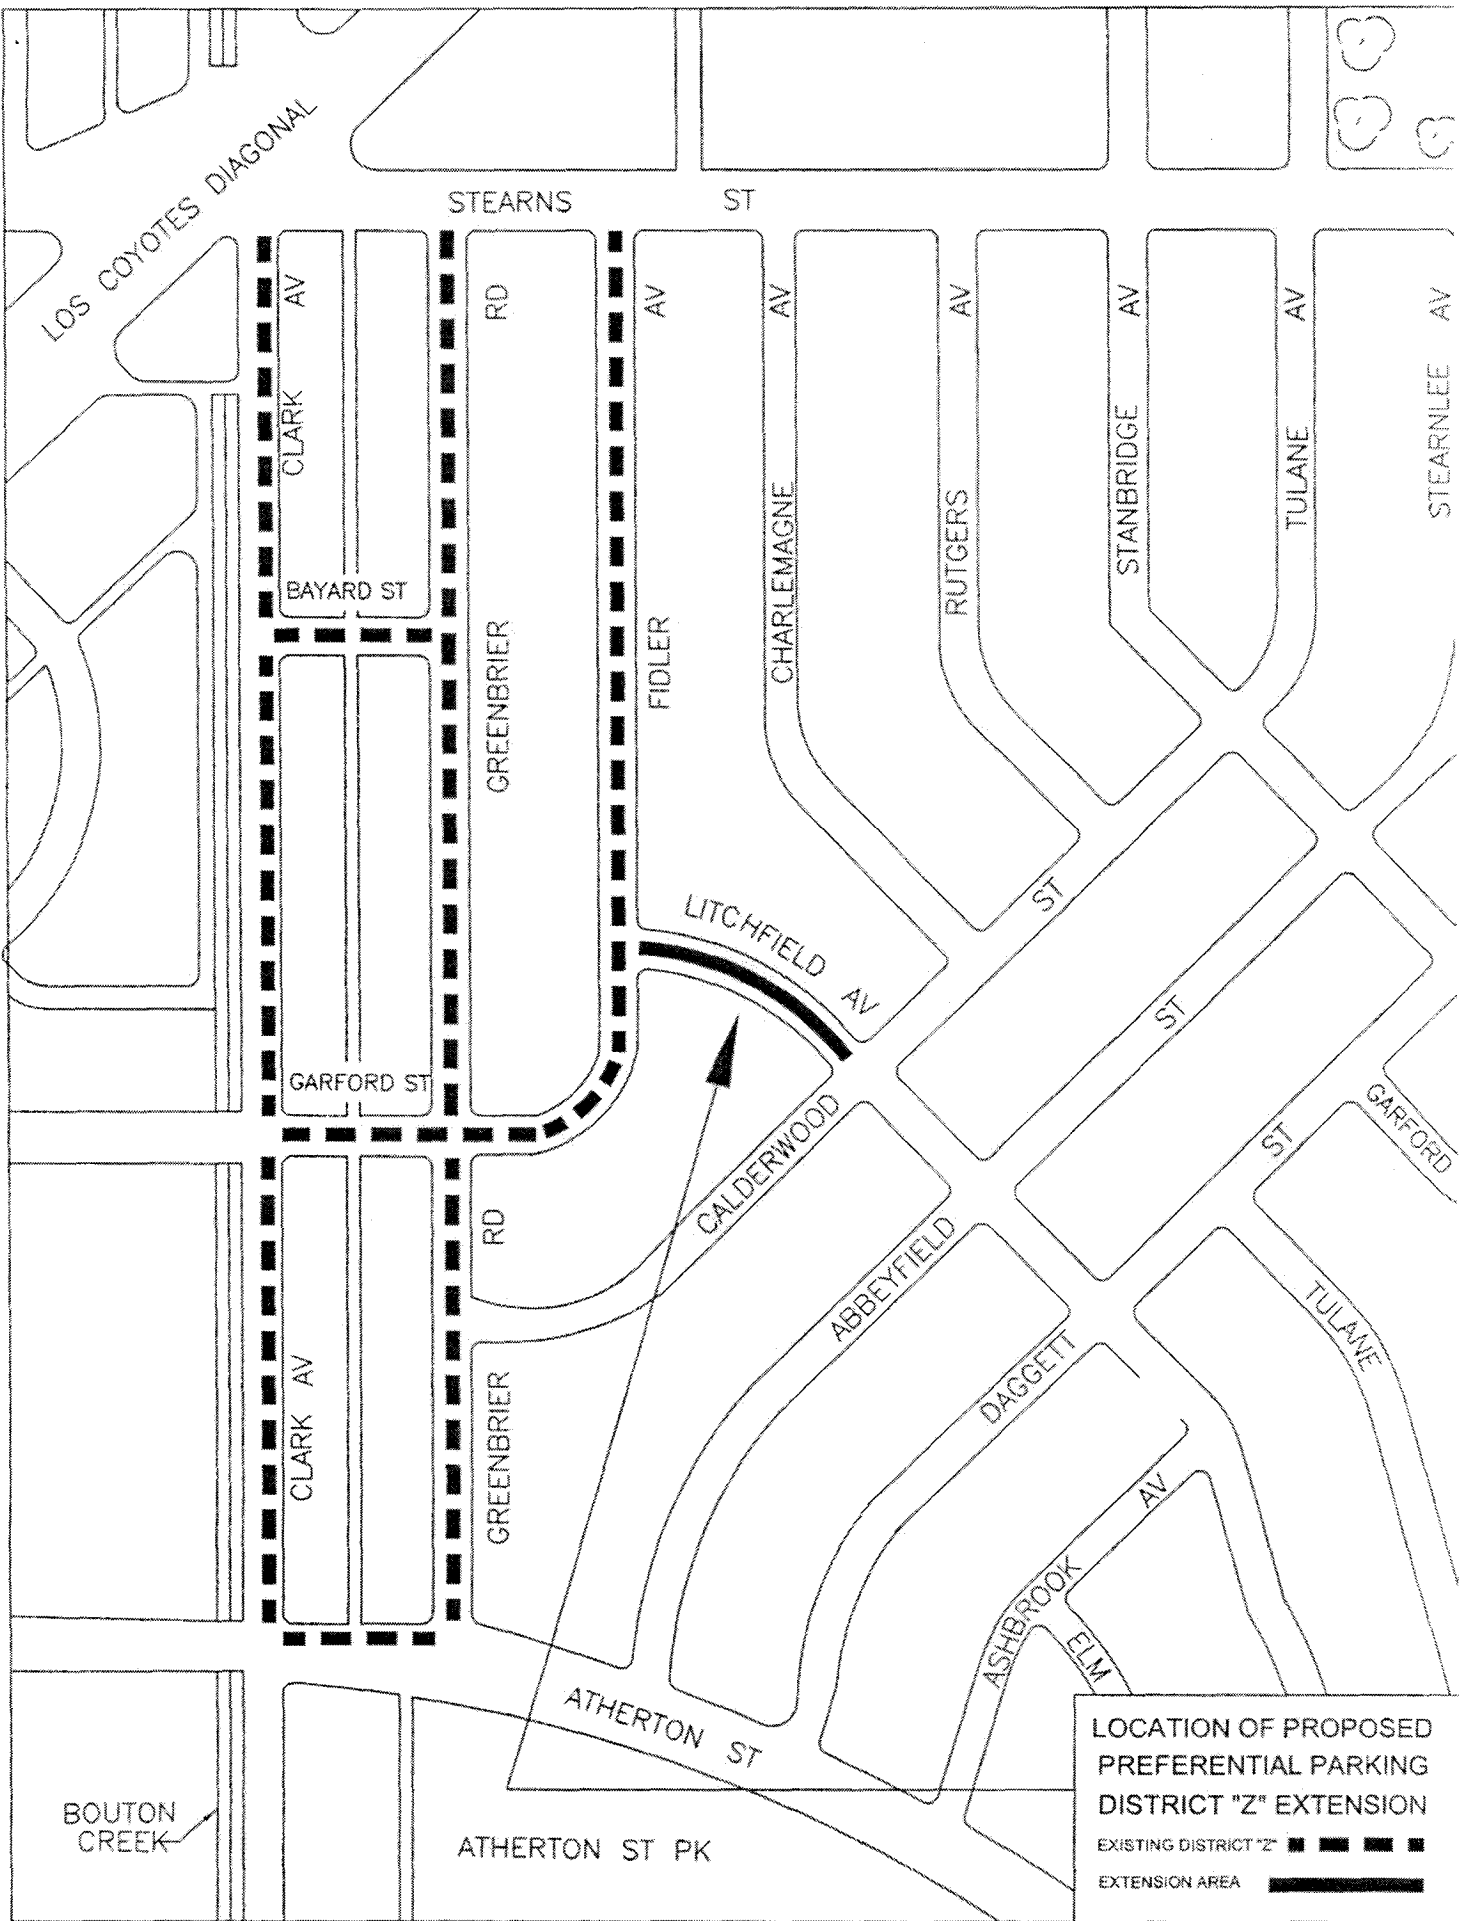 LOS COYOTES DIAGONAL
STEARNS ST
CLARK AV
GREENBRIER RD
FIDLER AV
CHARLEMAGNE AV
RUTGERS AV
STANBRIDGE AV
TULANE AV
STEARNLEE AV
BAYARD ST
LITCHFIELD AV
GARFORD ST
CALDERWOOD ST
ABBEYFIELD ST
DAGGETT ST
GARFORD
TULANE
GREENBRIER RD
CLARK AV
ASHBROOK AV
ELM
ATHERTON ST
BOUTON
CREEK
ATHERTON ST PK
LOCATION OF PROPOSED
PREFERENTIAL PARKING
DISTRICT "Z" EXTENSION
EXISTING DISTRICT "Z"
EXTENSION AREA